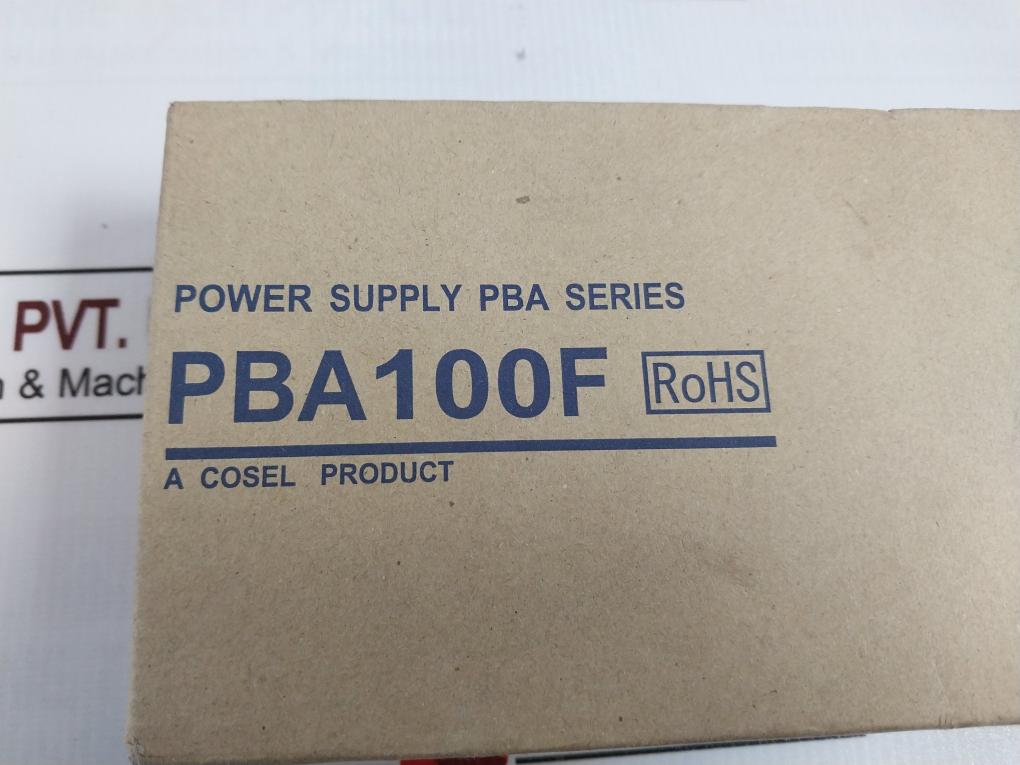 POWER SUPPLY PBA SERIES
PBA100F RoHS
A COSEL PRODUCT
PVT.
& Mach